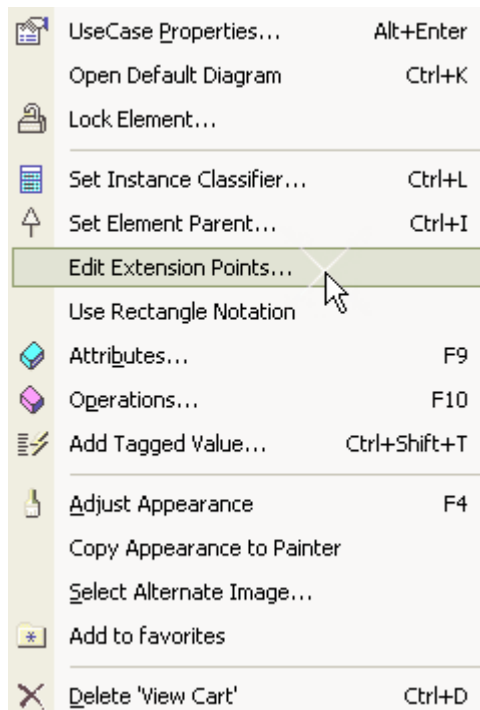 UseCase Properties... Alt+Enter
Open Default Diagram Ctrl+K
Lock Element...
Set Instance Classifier... Ctrl+L
Set Element Parent... Ctrl+I
Edit Extension Points...
Use Rectangle Notation
Attributes... F9
Operations... F10
Add Tagged Value... Ctrl+Shift+T
Adjust Appearance F4
Copy Appearance to Painter
Select Alternate Image...
Add to favorites
Delete 'View Cart' Ctrl+D